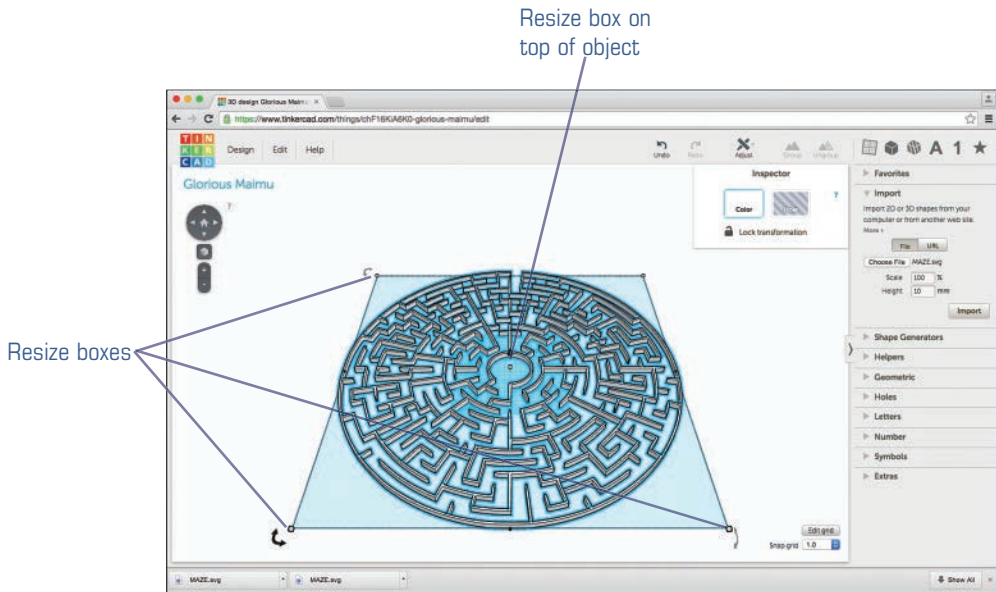 Resize box on
top of object
3D design Glorious Maimu
https://www.tinkercad.com/things/chF16KiA6K0-glorious-maimu/edit
TIN
KER
CAD
Design
Edit
Help
Undo
Redo
Adjust
Group
Ungroup
A
1
Glorious Maimu
?
Inspector
Color
?
Lock transformation
Favorites
Import
Import 2D or 3D shapes from your
computer or from another web site.
More
File
URL
Choose File MAZE.svg
Scale 100 %
Height 10 mm
Import
Resize boxes
Shape Generators
Helpers
Geometric
Holes
Letters
Number
Symbols
Extras
Edit grid
Snap grid 1.0
MAZE.svg
MAZE.svg
Show All